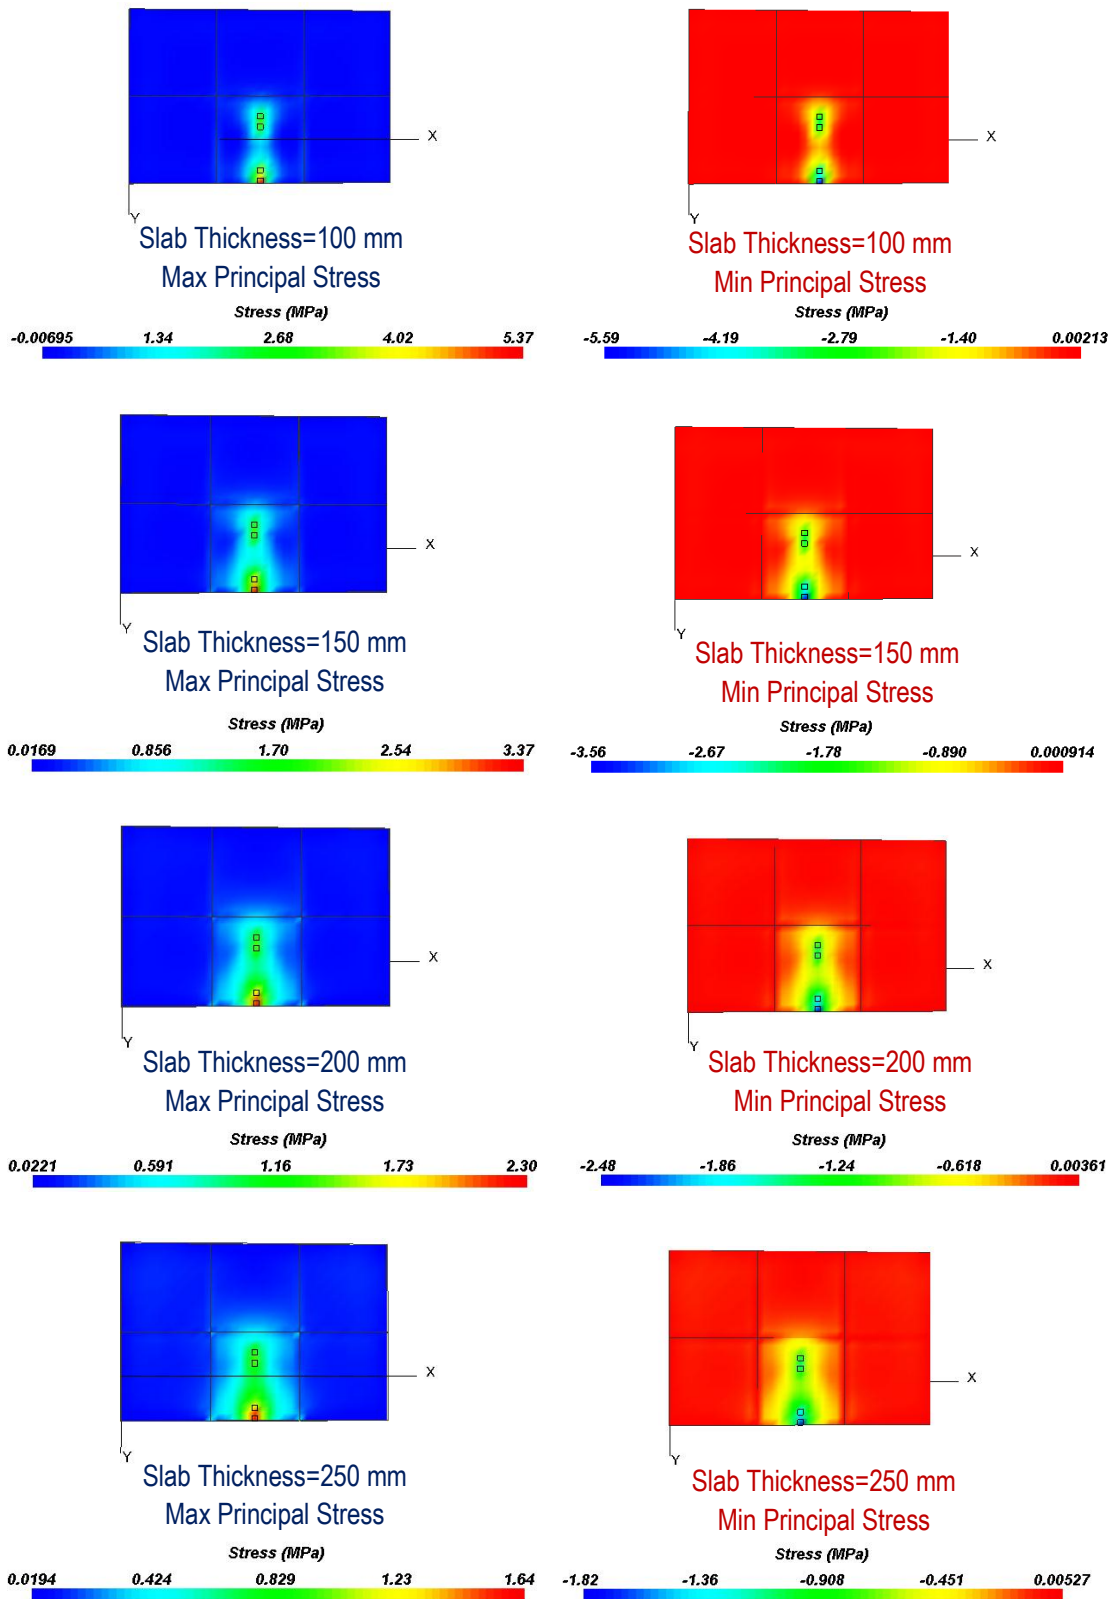 X
X
Y
Y
Slab Thickness=100 mm
Max Principal Stress
Slab Thickness=100 mm
Min Principal Stress
Stress (MPa)
-0.00695 1.34 2.68 4.02 5.37
Stress (MPa)
-5.59 -4.19 -2.79 -1.40 0.00213
X
X
Y
Y
Slab Thickness=150 mm
Max Principal Stress
Slab Thickness=150 mm
Min Principal Stress
Stress (MPa)
0.0169 0.856 1.70 2.54 3.37
Stress (MPa)
-3.56 -2.67 -1.78 -0.890 0.000914
X
X
Y
Y
Slab Thickness=200 mm
Max Principal Stress
Slab Thickness=200 mm
Min Principal Stress
Stress (MPa)
0.0221 0.591 1.16 1.73 2.30
Stress (MPa)
-2.48 -1.86 -1.24 -0.618 0.00361
X
X
Y
Y
Slab Thickness=250 mm
Max Principal Stress
Slab Thickness=250 mm
Min Principal Stress
Stress (MPa)
0.0194 0.424 0.829 1.23 1.64
Stress (MPa)
-1.82 -1.36 -0.908 -0.451 0.00527